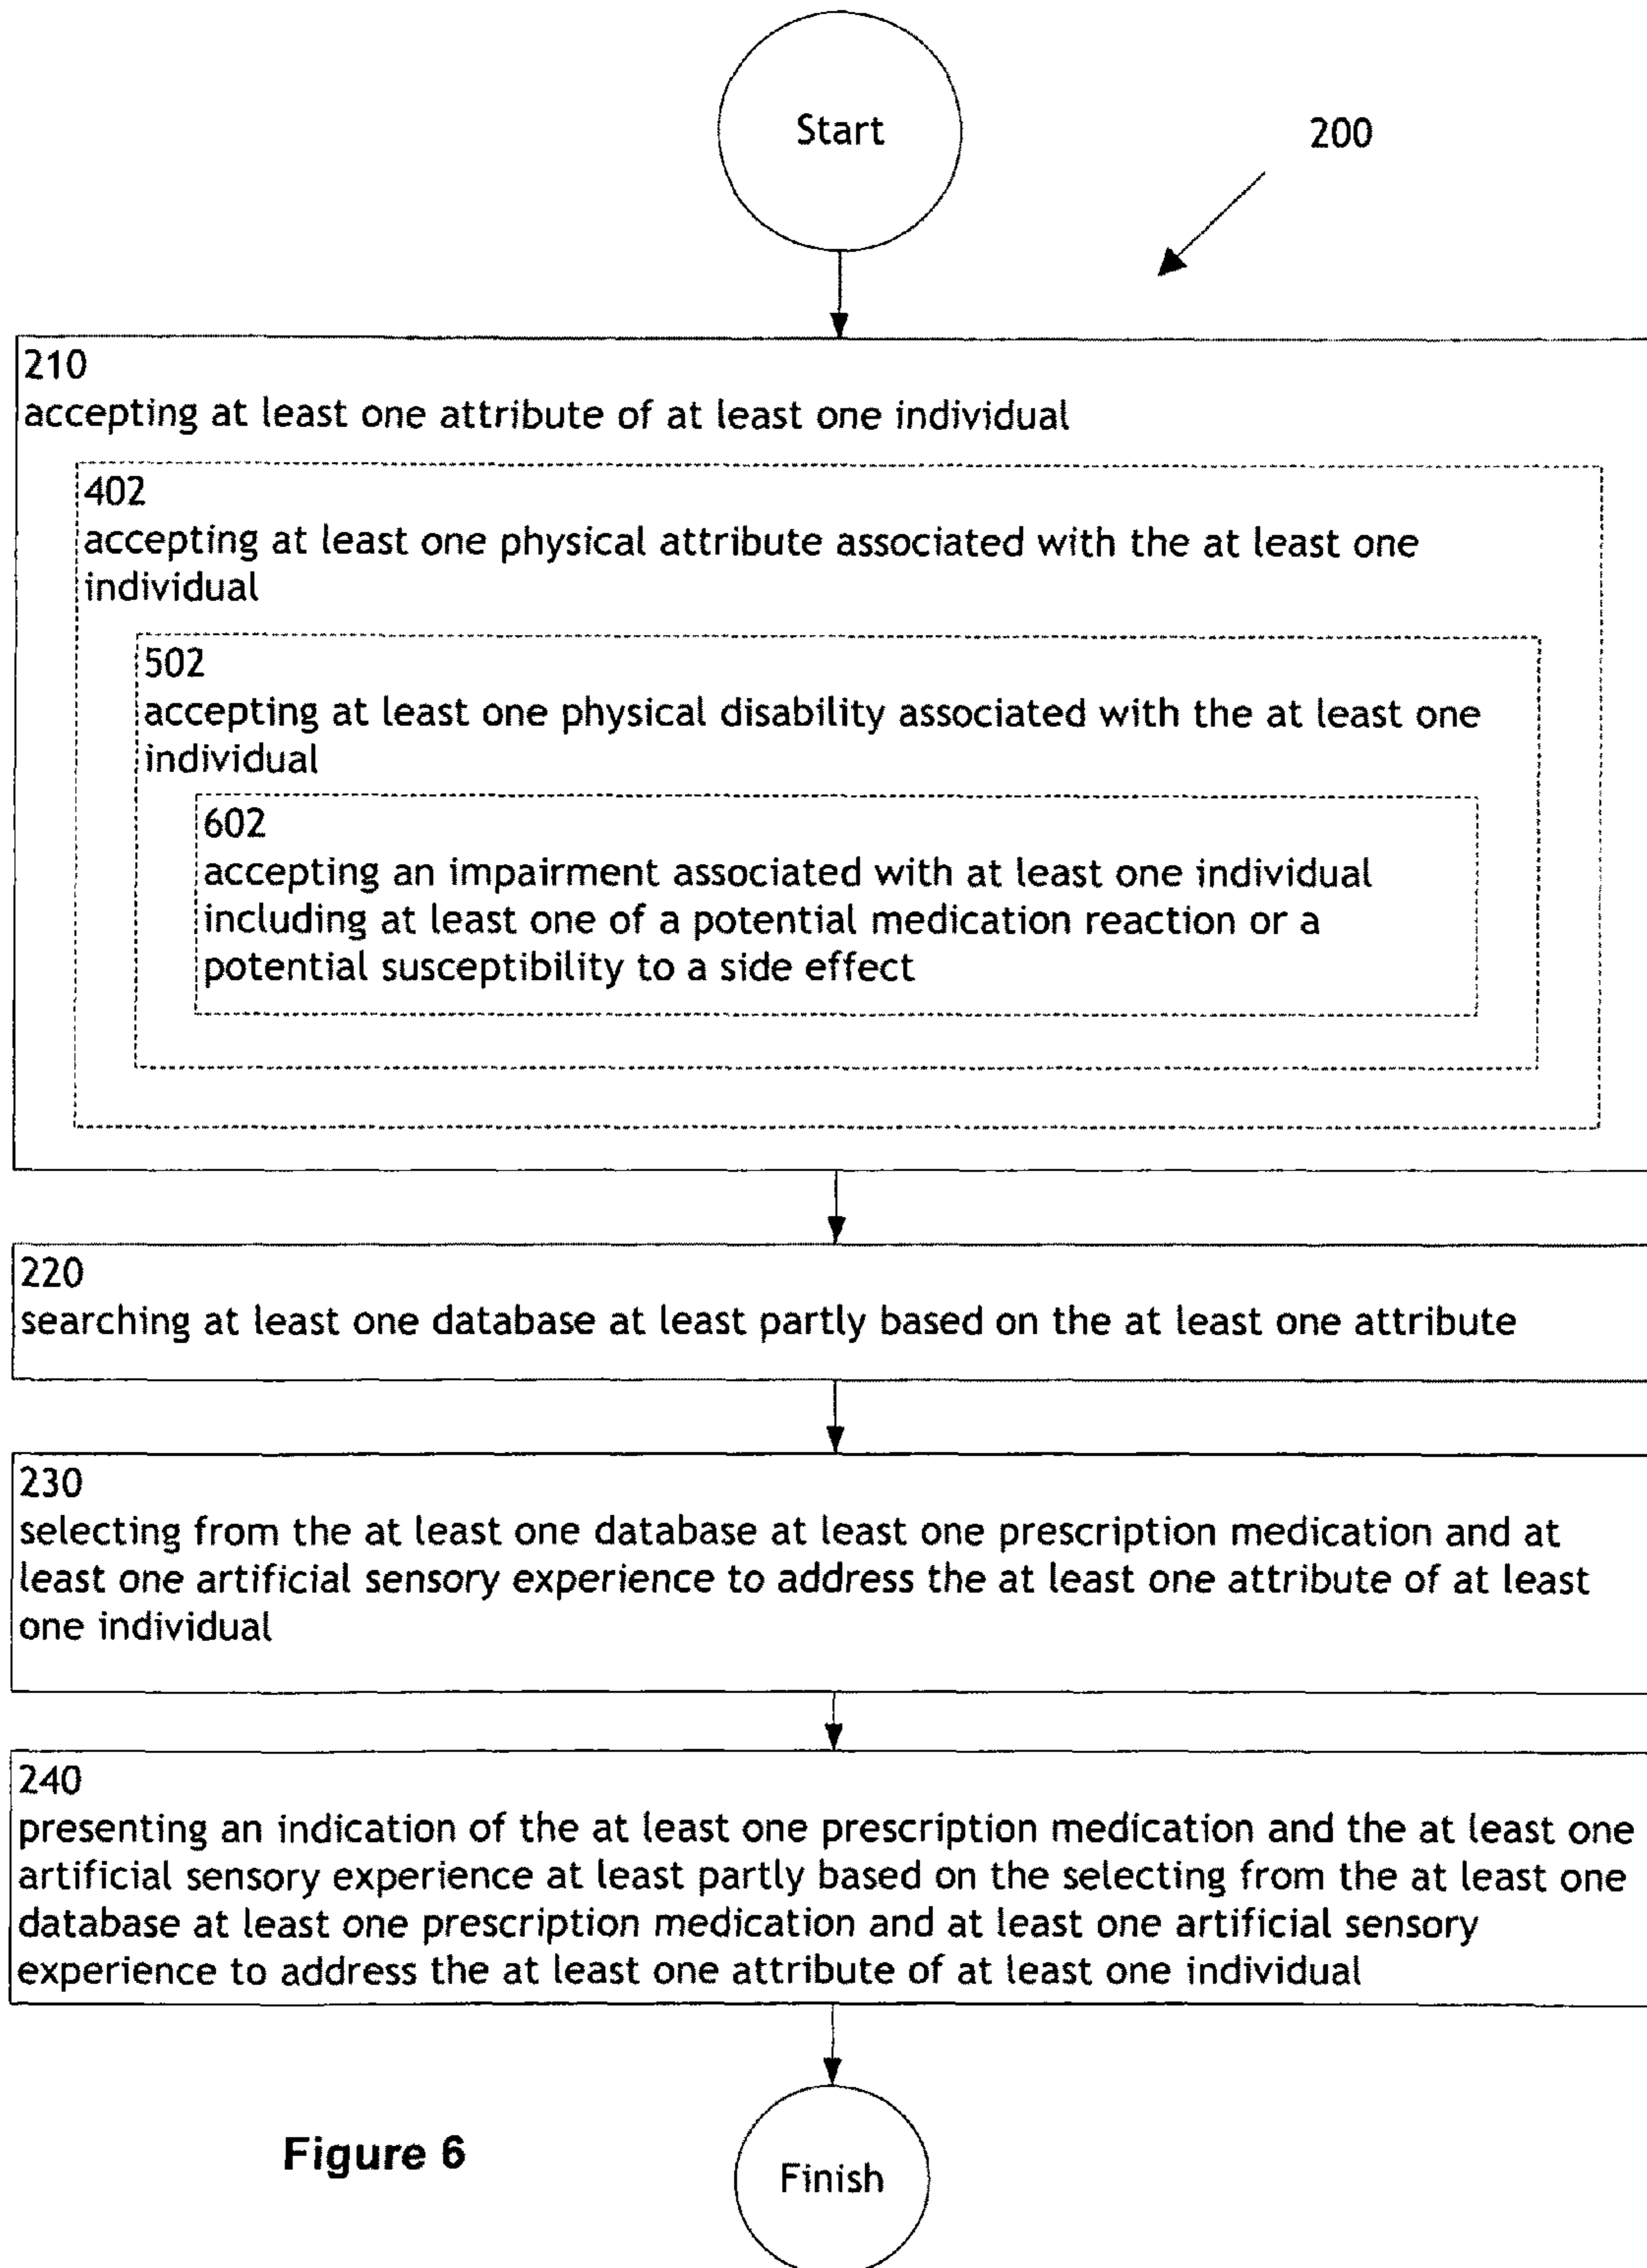 Start
200
210
accepting at least one attribute of at least one individual
402
accepting at least one physical attribute associated with the at least one
individual
502
accepting at least one physical disability associated with the at least one
individual
602
accepting an impairment associated with at least one individual
including at least one of a potential medication reaction or a
potential susceptibility to a side effect
220
searching at least one database at least partly based on the at least one attribute
230
selecting from the at least one database at least one prescription medication and at
least one artificial sensory experience to address the at least one attribute of at least
one individual
240
presenting an indication of the at least one prescription medication and the at least one
artificial sensory experience at least partly based on the selecting from the at least one
database at least one prescription medication and at least one artificial sensory
experience to address the at least one attribute of at least one individual
Figure 6
Finish